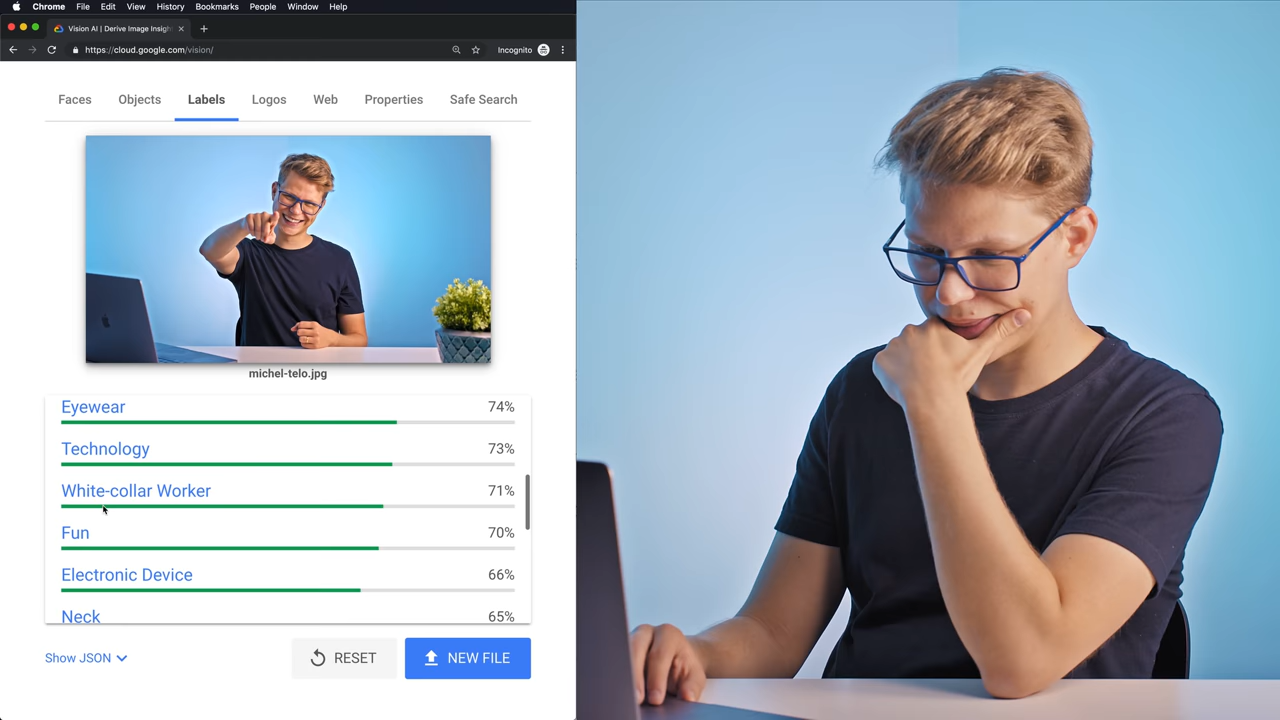 Chrome File Edit View History Bookmarks People Window Help
Vision AI | Derive Image Insigh
https://cloud.google.com/vision/
Incognito
Faces Objects Labels Logos Web Properties Safe Search
michel-telo.jpg
Eyewear 74%
Technology 73%
White-collar Worker 71%
Fun 70%
Electronic Device 66%
Neck 65%
Show JSON
RESET
NEW FILE